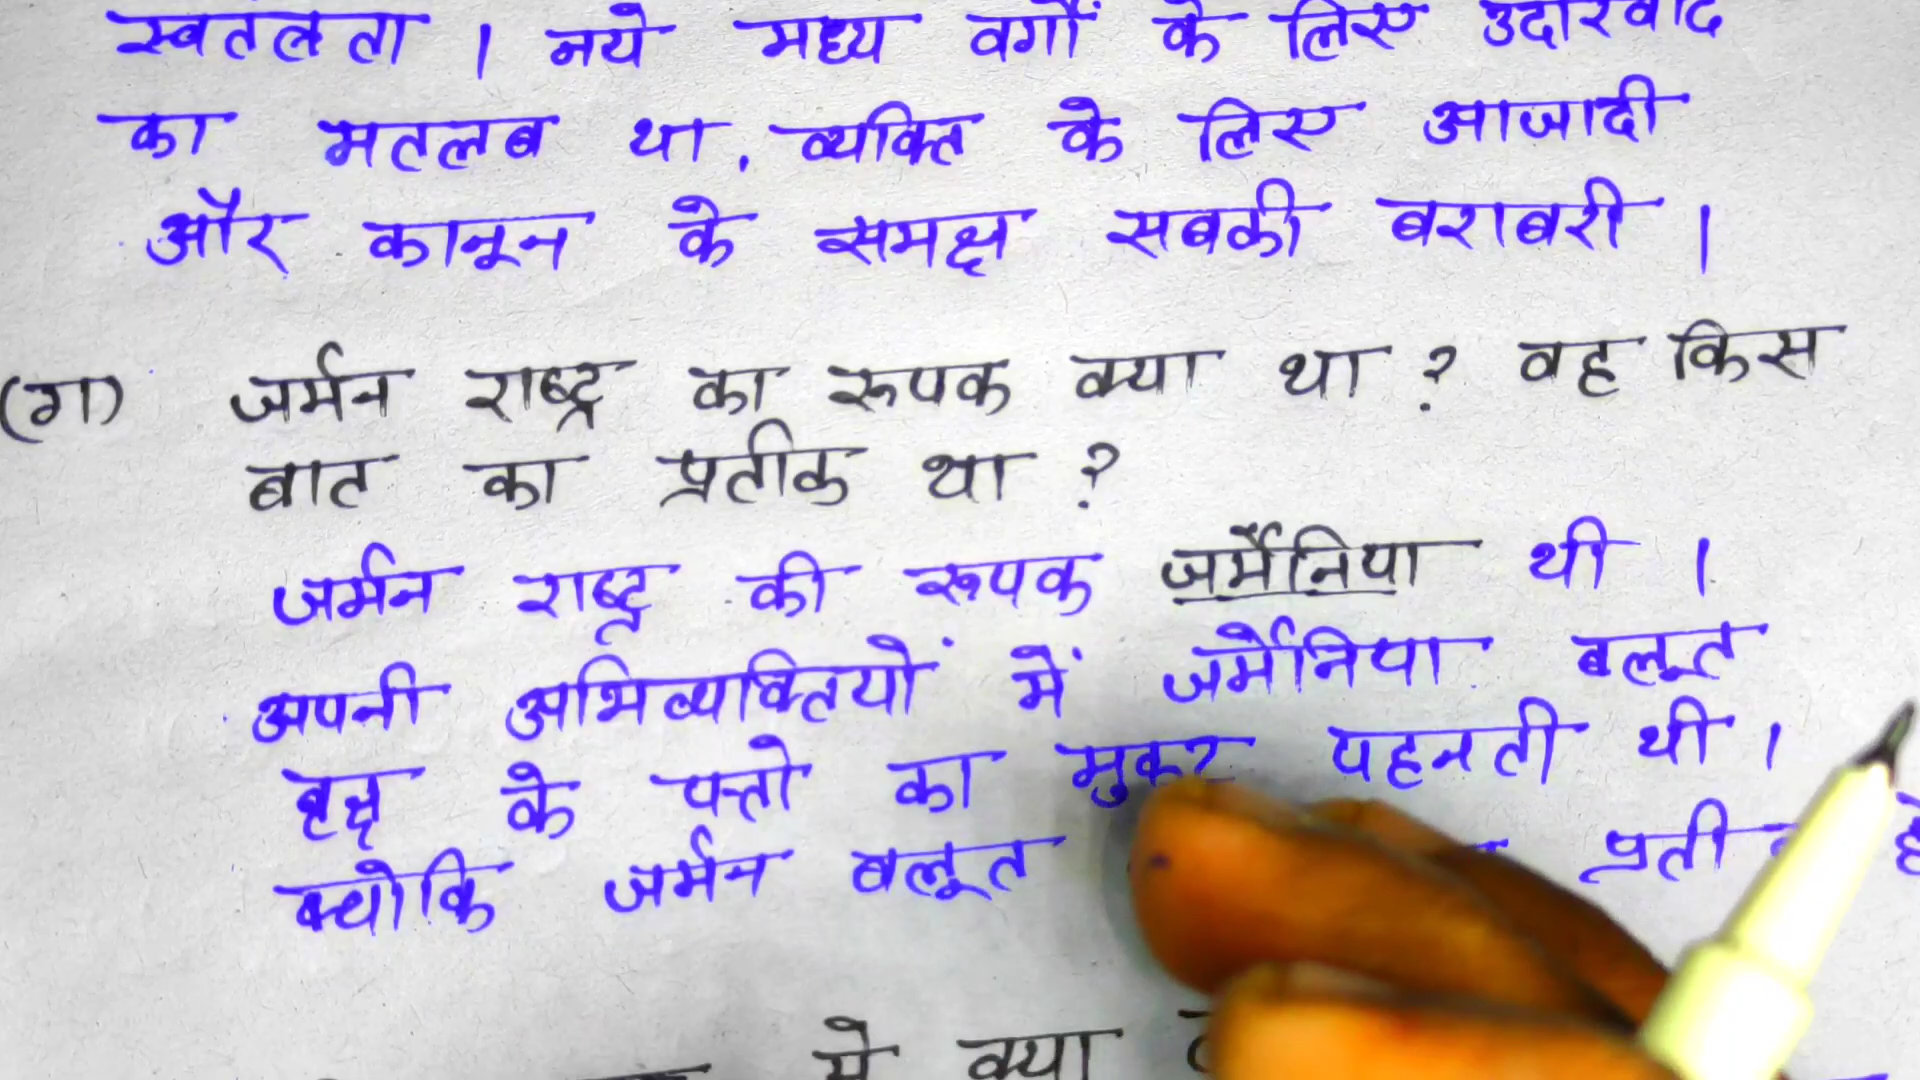 स्वतंत्रता । नये मध्य वर्गों के लिए उदारवाद
का मतलब था, व्यक्ति के लिए आजादी
और कानून के समक्ष सबकी बराबरी ।
(ग) जर्मन राष्ट्र का रूपक क्या था ? वह किस
बात का प्रतीक था ?
जर्मन राष्ट्र की रूपक जर्मेनिया थी ।
अपनी अभिव्यक्तियों में जर्मेनिया बलूत
वृक्ष के पत्तो का मुकुट पहनती थी ।
क्योकि जर्मन बलूत
में क्या